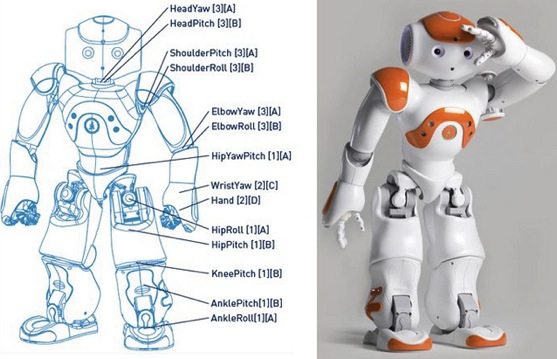 HeadYaw [3][A]
HeadPitch [3][B]
ShoulderPitch [3][A]
ShoulderRoll [3][B]
ElbowYaw [3][A]
ElbowRoll [3][B]
HipYawPitch [1][A]
WristYaw [2][C]
Hand [2][D]
HipRoll [1][A]
HipPitch [1][B]
KneePitch [1][B]
AnklePitch[1][B]
AnkleRoll[1][A]